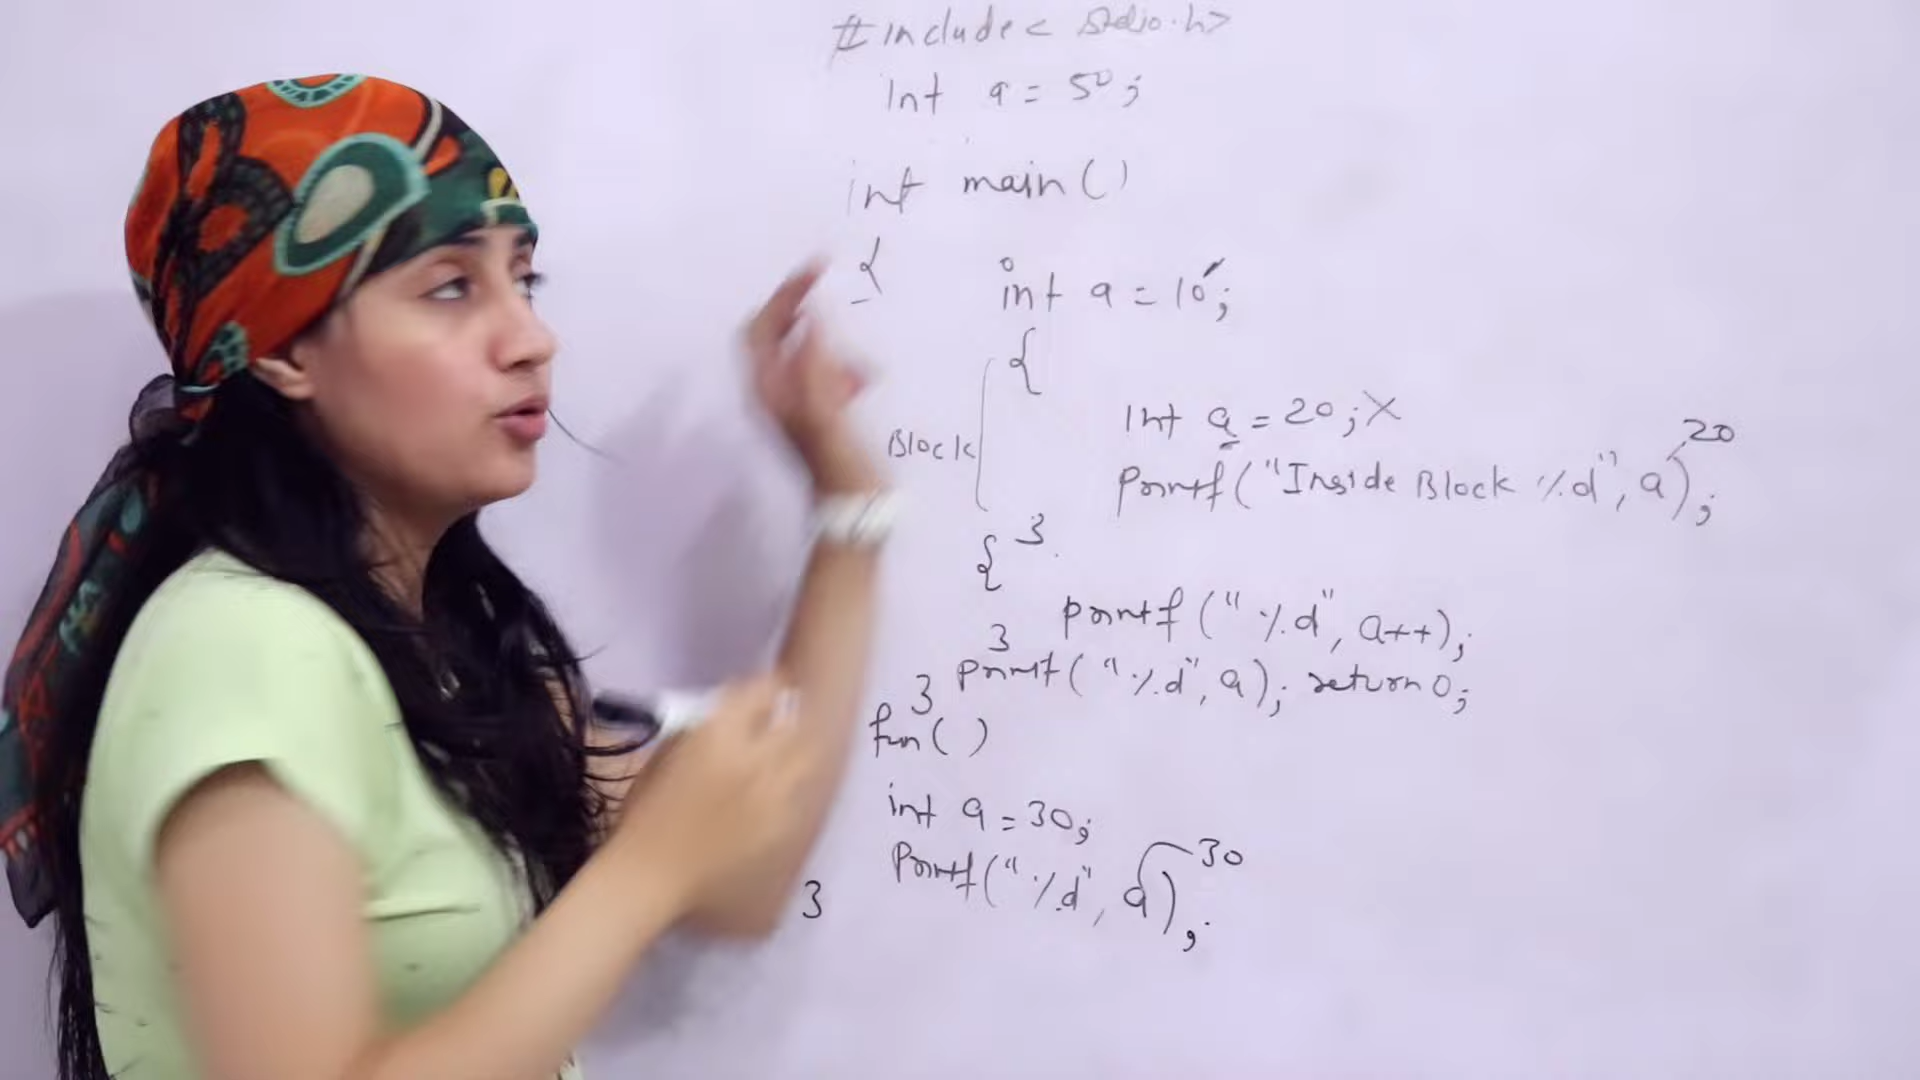 #include< stdio.h>
int a = 50;
int main()
{
int a = 10;
{
Block
int a = 20; X
20
printf("Inside Block %d", a);
}
{
printf("%d", a++);
}
printf("%d", a); return 0;
}
fun()
int a = 30;
30
printf("%d", a);
}